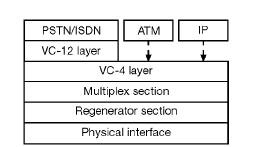 PSTN/ISDN
ATM
IP
VC-12 layer
VC-4 layer
Multiplex section
Regenerator section
Physical interface